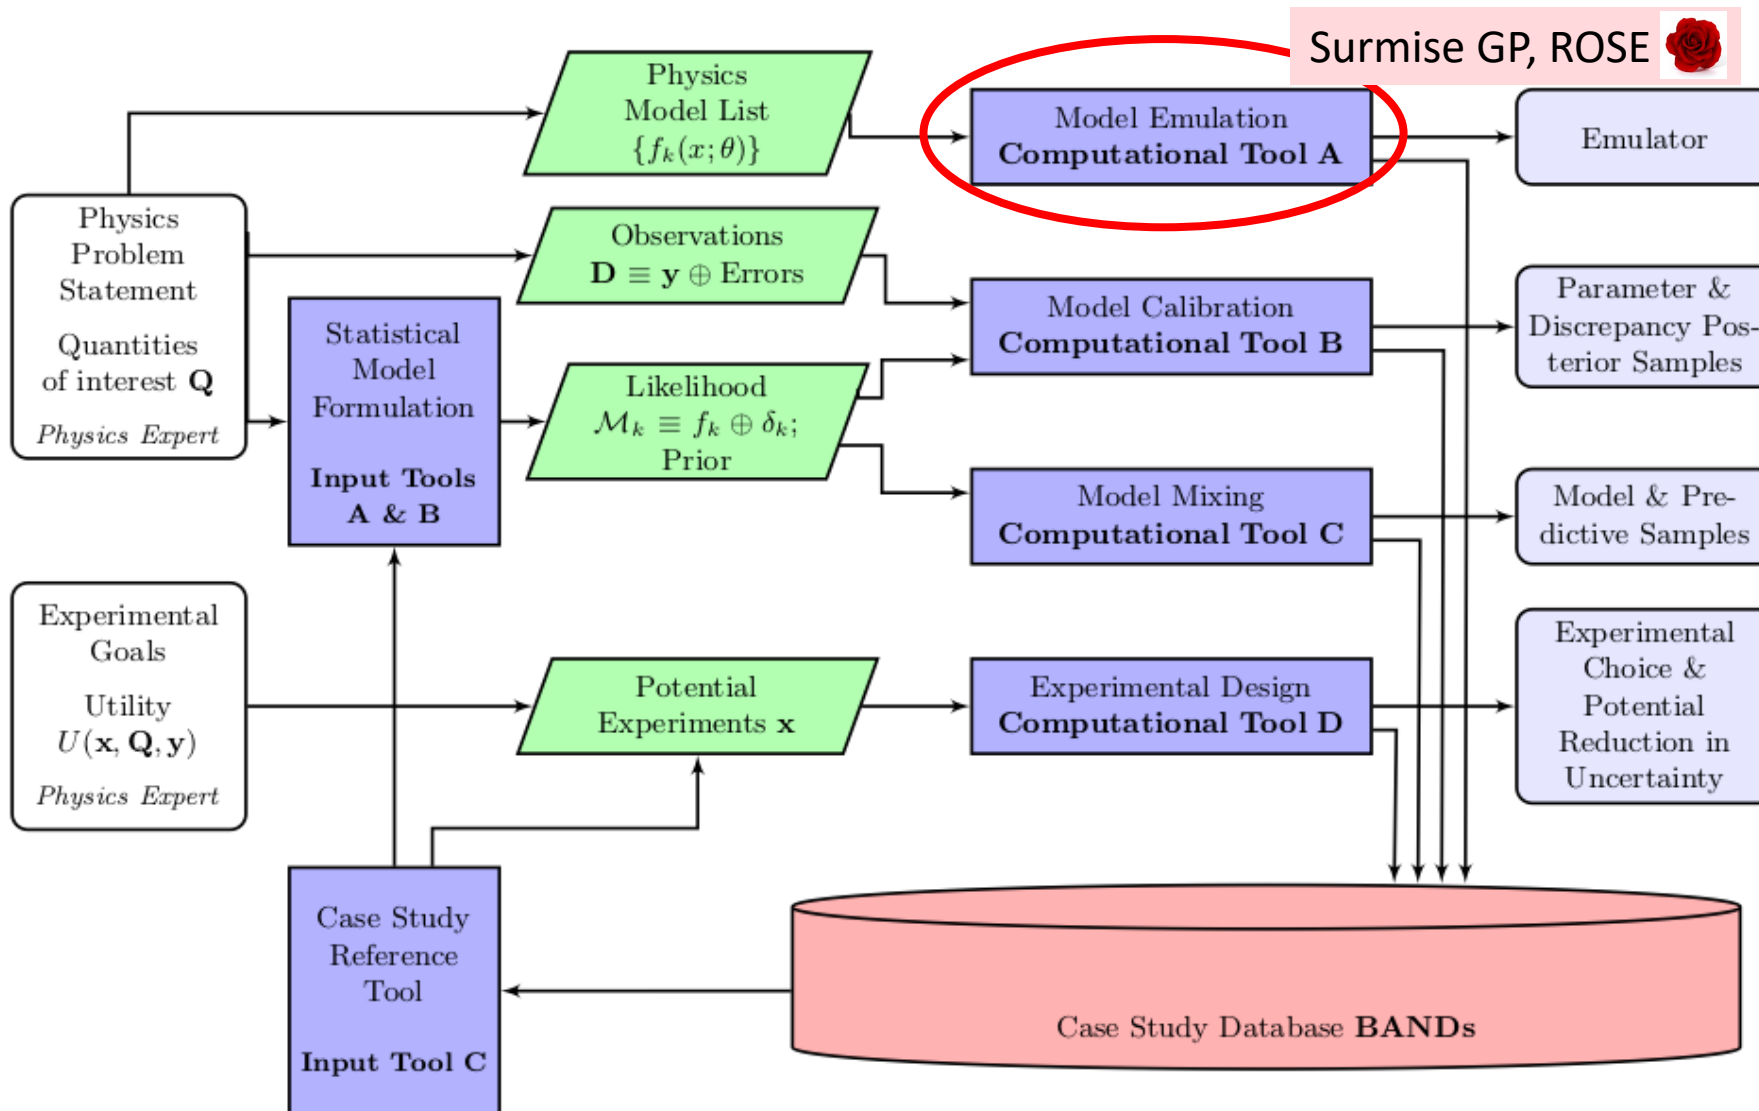 Surmise GP, ROSE
Physics
Model List
{f_k(x; θ)}
Model Emulation
Computational Tool A
Emulator
Physics
Problem
Statement
Quantities
of interest Q
Physics Expert
Observations
D ≡ y ⊕ Errors
Statistical
Model
Formulation
Input Tools
A & B
Model Calibration
Computational Tool B
Parameter &
Discrepancy Pos-
terior Samples
Likelihood
ℳ_k ≡ f_k ⊕ δ_k;
Prior
Model Mixing
Computational Tool C
Model & Pre-
dictive Samples
Experimental
Goals
Utility
U(x, Q, y)
Physics Expert
Potential
Experiments x
Experimental Design
Computational Tool D
Experimental
Choice &
Potential
Reduction in
Uncertainty
Case Study
Reference
Tool
Input Tool C
Case Study Database BANDs